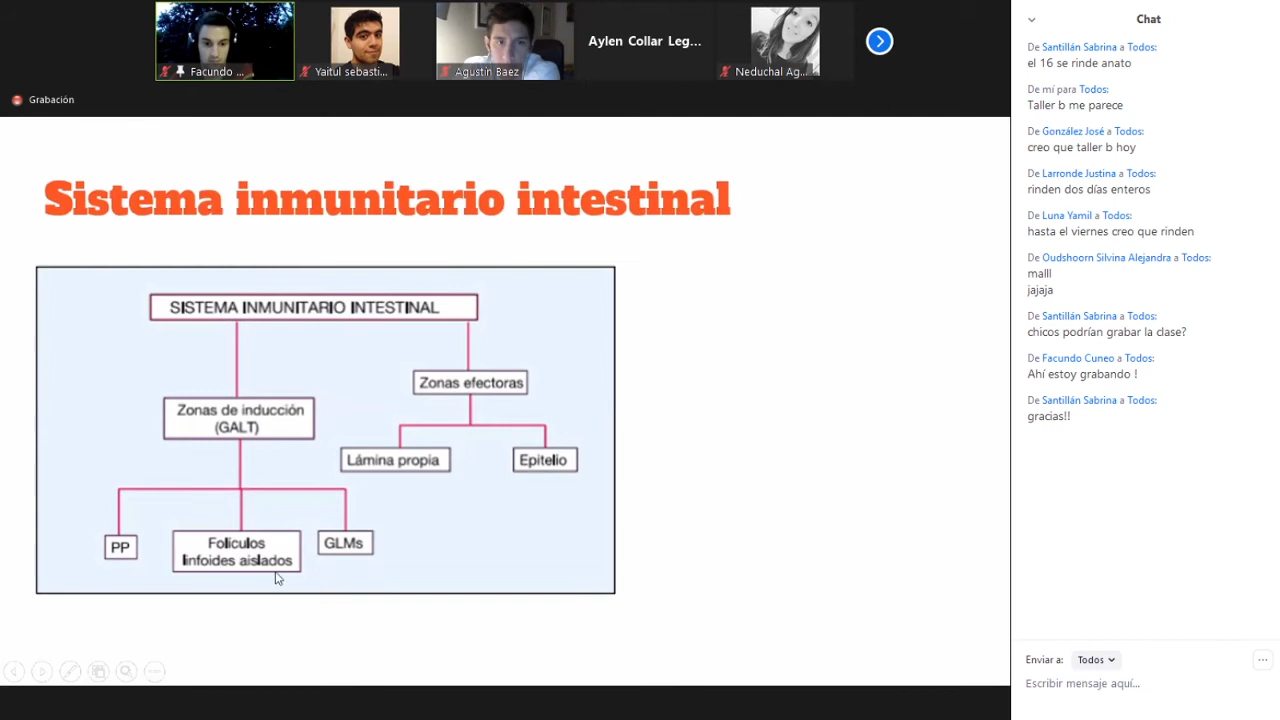 Facundo ...
Yaitul sebasti...
Agustín Baez
Aylen Collar Leg...
Neduchal Ag...
Grabación
Sistema inmunitario intestinal
SISTEMA INMUNITARIO INTESTINAL
Zonas efectoras
Zonas de inducción
(GALT)
Lámina propia
Epitelio
PP
Folículos
linfoides aislados
GLMs
Chat
De Santillán Sabrina a Todos:
el 16 se rinde anato
De mí para Todos:
Taller b me parece
De González José a Todos:
creo que taller b hoy
De Larronde Justina a Todos:
rinden dos días enteros
De Luna Yamil a Todos:
hasta el viernes creo que rinden
De Oudshoorn Silvina Alejandra a Todos:
malll
jajaja
De Santillán Sabrina a Todos:
chicos podrían grabar la clase?
De Facundo Cuneo a Todos:
Ahí estoy grabando !
De Santillán Sabrina a Todos:
gracias!!
Enviar a: Todos
Escribir mensaje aquí...